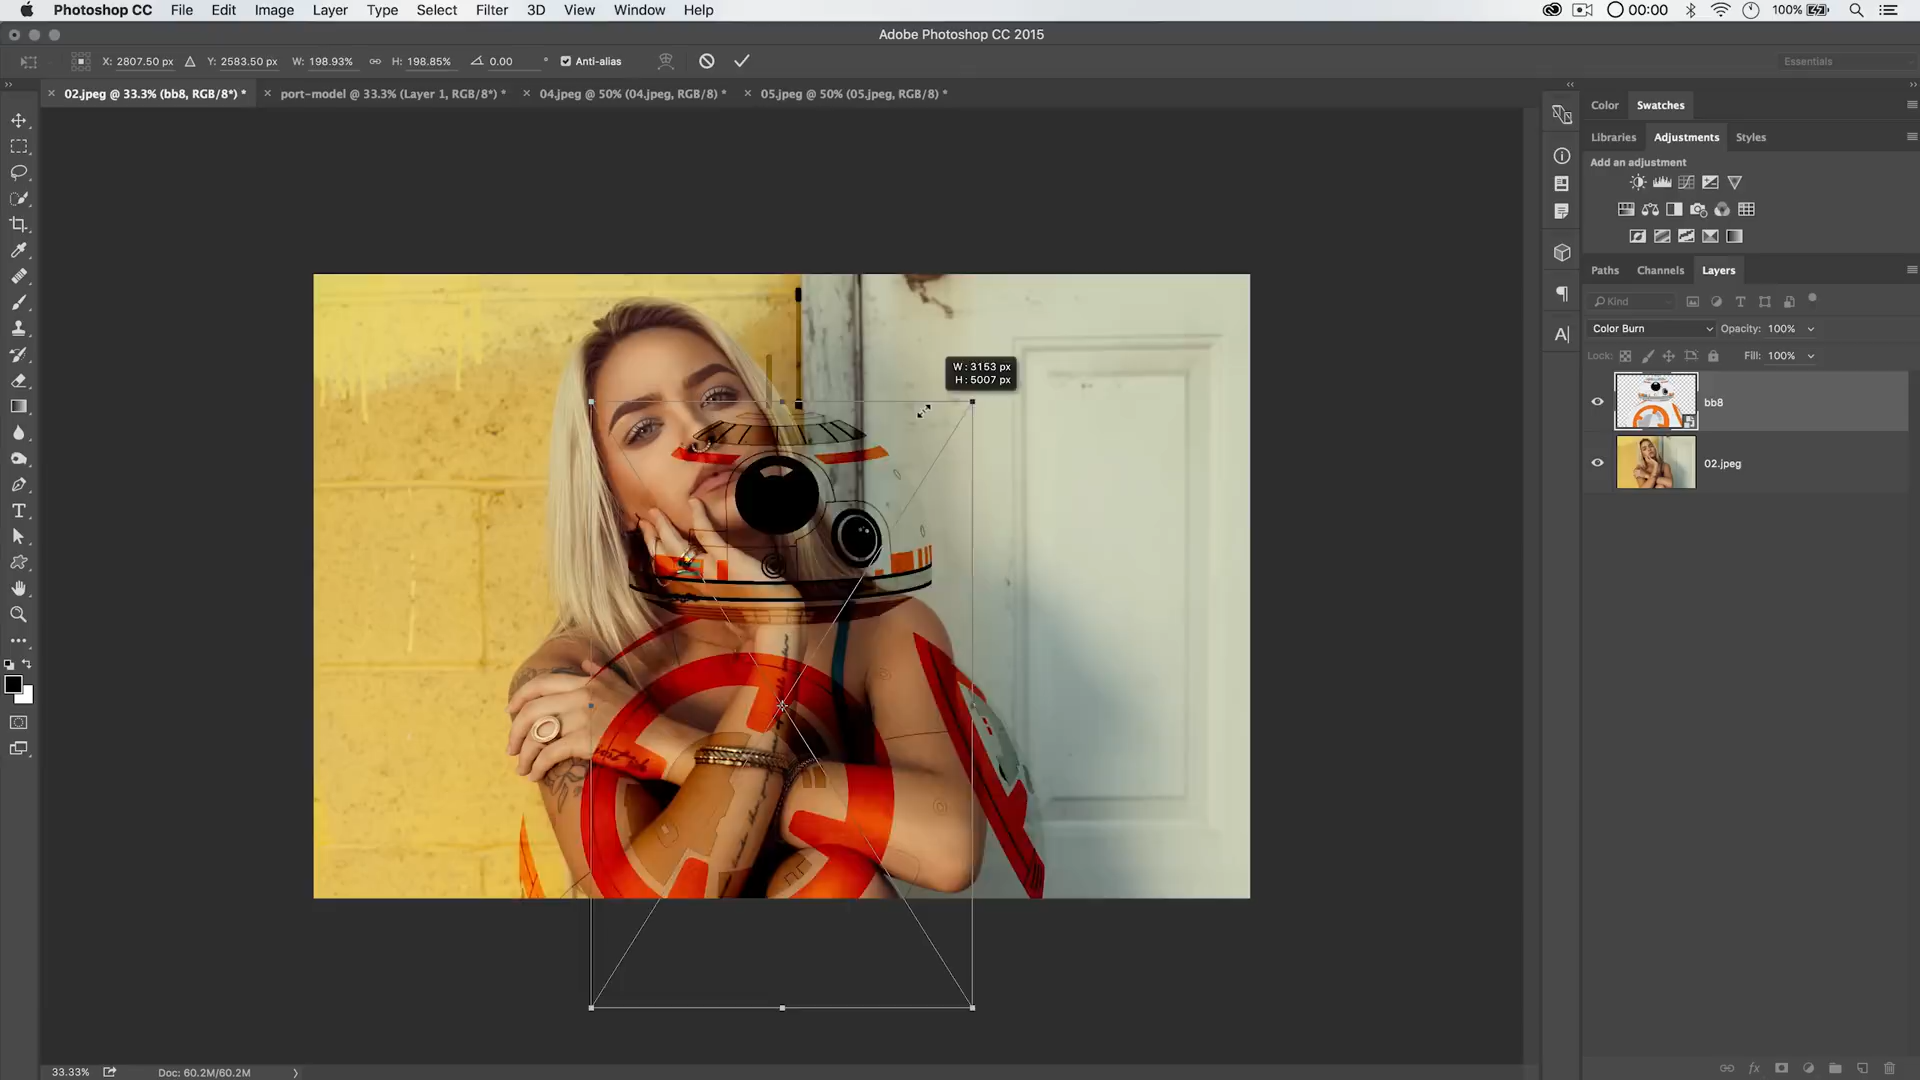 Photoshop CC File Edit Image Layer Type Select Filter 3D View Window Help 00:00 100%
Adobe Photoshop CC 2015
X: 2807.50 px Y: 2583.50 px W: 198.93% H: 198.85% 0.00 ° Anti-alias Essentials
02.jpeg @ 33.3% (bb8, RGB/8*) * port-model @ 33.3% (Layer 1, RGB/8*) * 04.jpeg @ 50% (04.jpeg, RGB/8) * 05.jpeg @ 50% (05.jpeg, RGB/8) *
Color Swatches
Libraries Adjustments Styles
Add an adjustment
Paths Channels Layers
Kind
Color Burn Opacity: 100%
Lock: Fill: 100%
W: 3153 px
H: 5007 px
bb8
02.jpeg
33.33% Doc: 60.2M/60.2M